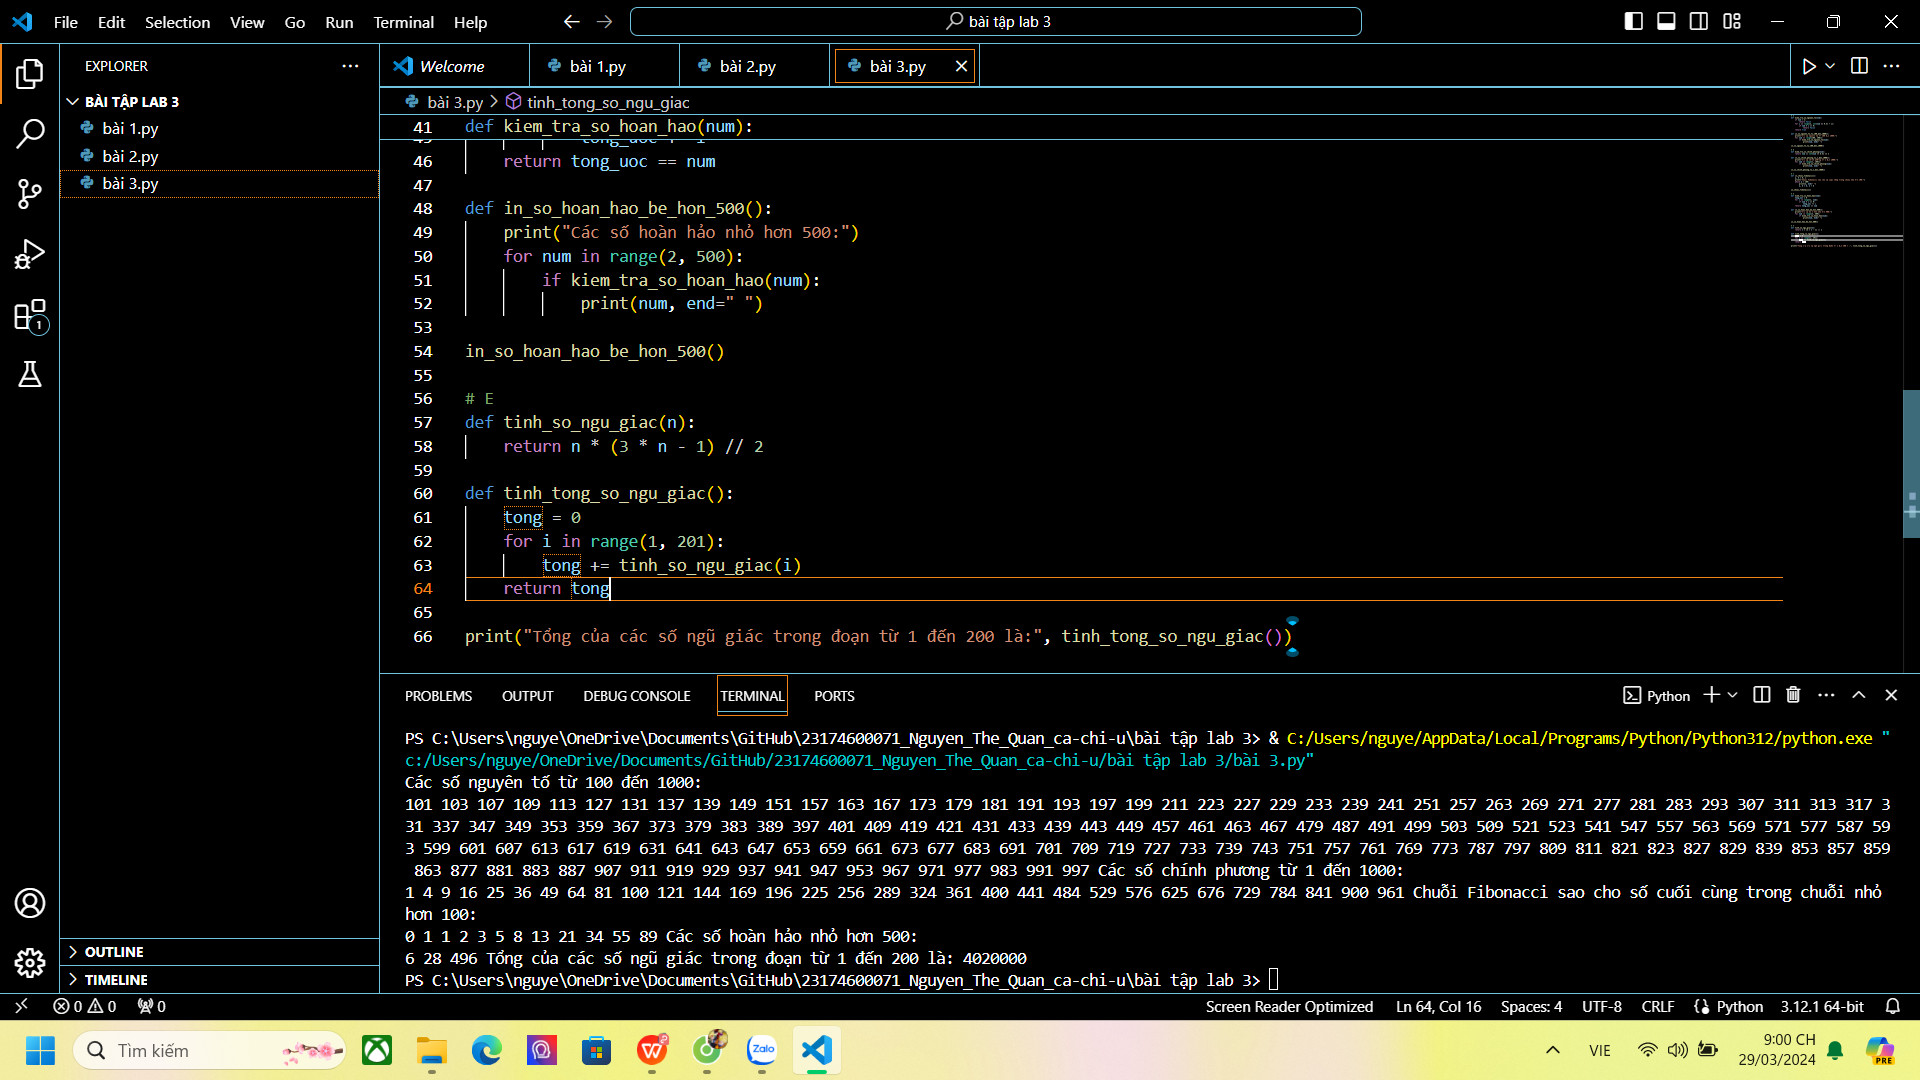 File Edit Selection View Go Run Terminal Help
bài tập lab 3
EXPLORER
BÀI TẬP LAB 3
bài 1.py
bài 2.py
bài 3.py
1
OUTLINE
TIMELINE
Welcome
bài 1.py
bài 2.py
bài 3.py
bài 3.py > tinh_tong_so_ngu_giac
41 def kiem_tra_so_hoan_hao(num):
46 return tong_uoc == num
47
48 def in_so_hoan_hao_be_hon_500():
49 print("Các số hoàn hảo nhỏ hơn 500:")
50 for num in range(2, 500):
51 if kiem_tra_so_hoan_hao(num):
52 print(num, end=" ")
53
54 in_so_hoan_hao_be_hon_500()
55
56 # E
57 def tinh_so_ngu_giac(n):
58 return n * (3 * n - 1) // 2
59
60 def tinh_tong_so_ngu_giac():
61 tong = 0
62 for i in range(1, 201):
63 tong += tinh_so_ngu_giac(i)
64 return tong
65
66 print("Tổng của các số ngũ giác trong đoạn từ 1 đến 200 là:", tinh_tong_so_ngu_giac())
PROBLEMS OUTPUT DEBUG CONSOLE TERMINAL PORTS
Python
PS C:\Users\nguye\OneDrive\Documents\GitHub\23174600071_Nguyen_The_Quan_ca-chi-u\bài tập lab 3> & C:/Users/nguye/AppData/Local/Programs/Python/Python312/python.exe "
c:/Users/nguye/OneDrive/Documents/GitHub/23174600071_Nguyen_The_Quan_ca-chi-u/bài tập lab 3/bài 3.py"
Các số nguyên tố từ 100 đến 1000:
101 103 107 109 113 127 131 137 139 149 151 157 163 167 173 179 181 191 193 197 199 211 223 227 229 233 239 241 251 257 263 269 271 277 281 283 293 307 311 313 317 3
31 337 347 349 353 359 367 373 379 383 389 397 401 409 419 421 431 433 439 443 449 457 461 463 467 479 487 491 499 503 509 521 523 541 547 557 563 569 571 577 587 59
3 599 601 607 613 617 619 631 641 643 647 653 659 661 673 677 683 691 701 709 719 727 733 739 743 751 757 761 769 773 787 797 809 811 821 823 827 829 839 853 857 859
863 877 881 883 887 907 911 919 929 937 941 947 953 967 971 977 983 991 997 Các số chính phương từ 1 đến 1000:
1 4 9 16 25 36 49 64 81 100 121 144 169 196 225 256 289 324 361 400 441 484 529 576 625 676 729 784 841 900 961 Chuỗi Fibonacci sao cho số cuối cùng trong chuỗi nhỏ
hơn 100:
0 1 1 2 3 5 8 13 21 34 55 89 Các số hoàn hảo nhỏ hơn 500:
6 28 496 Tổng của các số ngũ giác trong đoạn từ 1 đến 200 là: 4020000
PS C:\Users\nguye\OneDrive\Documents\GitHub\23174600071_Nguyen_The_Quan_ca-chi-u\bài tập lab 3>
0 0 0 Screen Reader Optimized Ln 64, Col 16 Spaces: 4 UTF-8 CRLF Python 3.12.1 64-bit
Tìm kiếm
Zalo
VIE
9:00 CH
29/03/2024
PRE